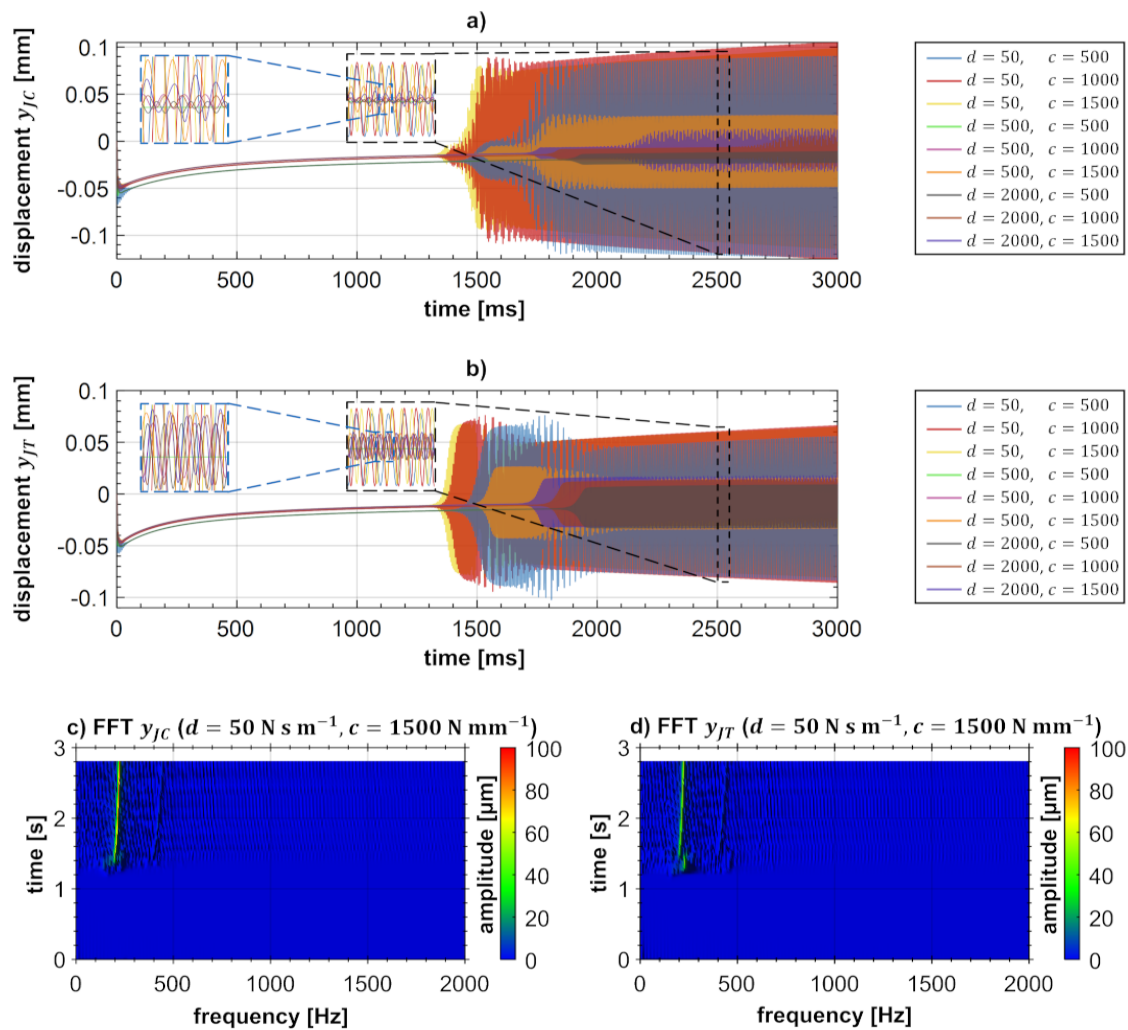 a)
displacement y_JC [mm]
0.1
0.05
0
-0.05
-0.1
0 500 1000 1500 2000 2500 3000
time [ms]
d = 50, c = 500
d = 50, c = 1000
d = 50, c = 1500
d = 500, c = 500
d = 500, c = 1000
d = 500, c = 1500
d = 2000, c = 500
d = 2000, c = 1000
d = 2000, c = 1500
b)
displacement y_JT [mm]
0.1
0.05
0
-0.05
-0.1
0 500 1000 1500 2000 2500 3000
time [ms]
d = 50, c = 500
d = 50, c = 1000
d = 50, c = 1500
d = 500, c = 500
d = 500, c = 1000
d = 500, c = 1500
d = 2000, c = 500
d = 2000, c = 1000
d = 2000, c = 1500
c) FFT y_JC (d = 50 N s m⁻¹, c = 1500 N mm⁻¹)
time [s]
3
2
1
0
0 500 1000 1500 2000
frequency [Hz]
amplitude [µm]
100
80
60
40
20
0
d) FFT y_JT (d = 50 N s m⁻¹, c = 1500 N mm⁻¹)
time [s]
3
2
1
0
0 500 1000 1500 2000
frequency [Hz]
amplitude [µm]
100
80
60
40
20
0